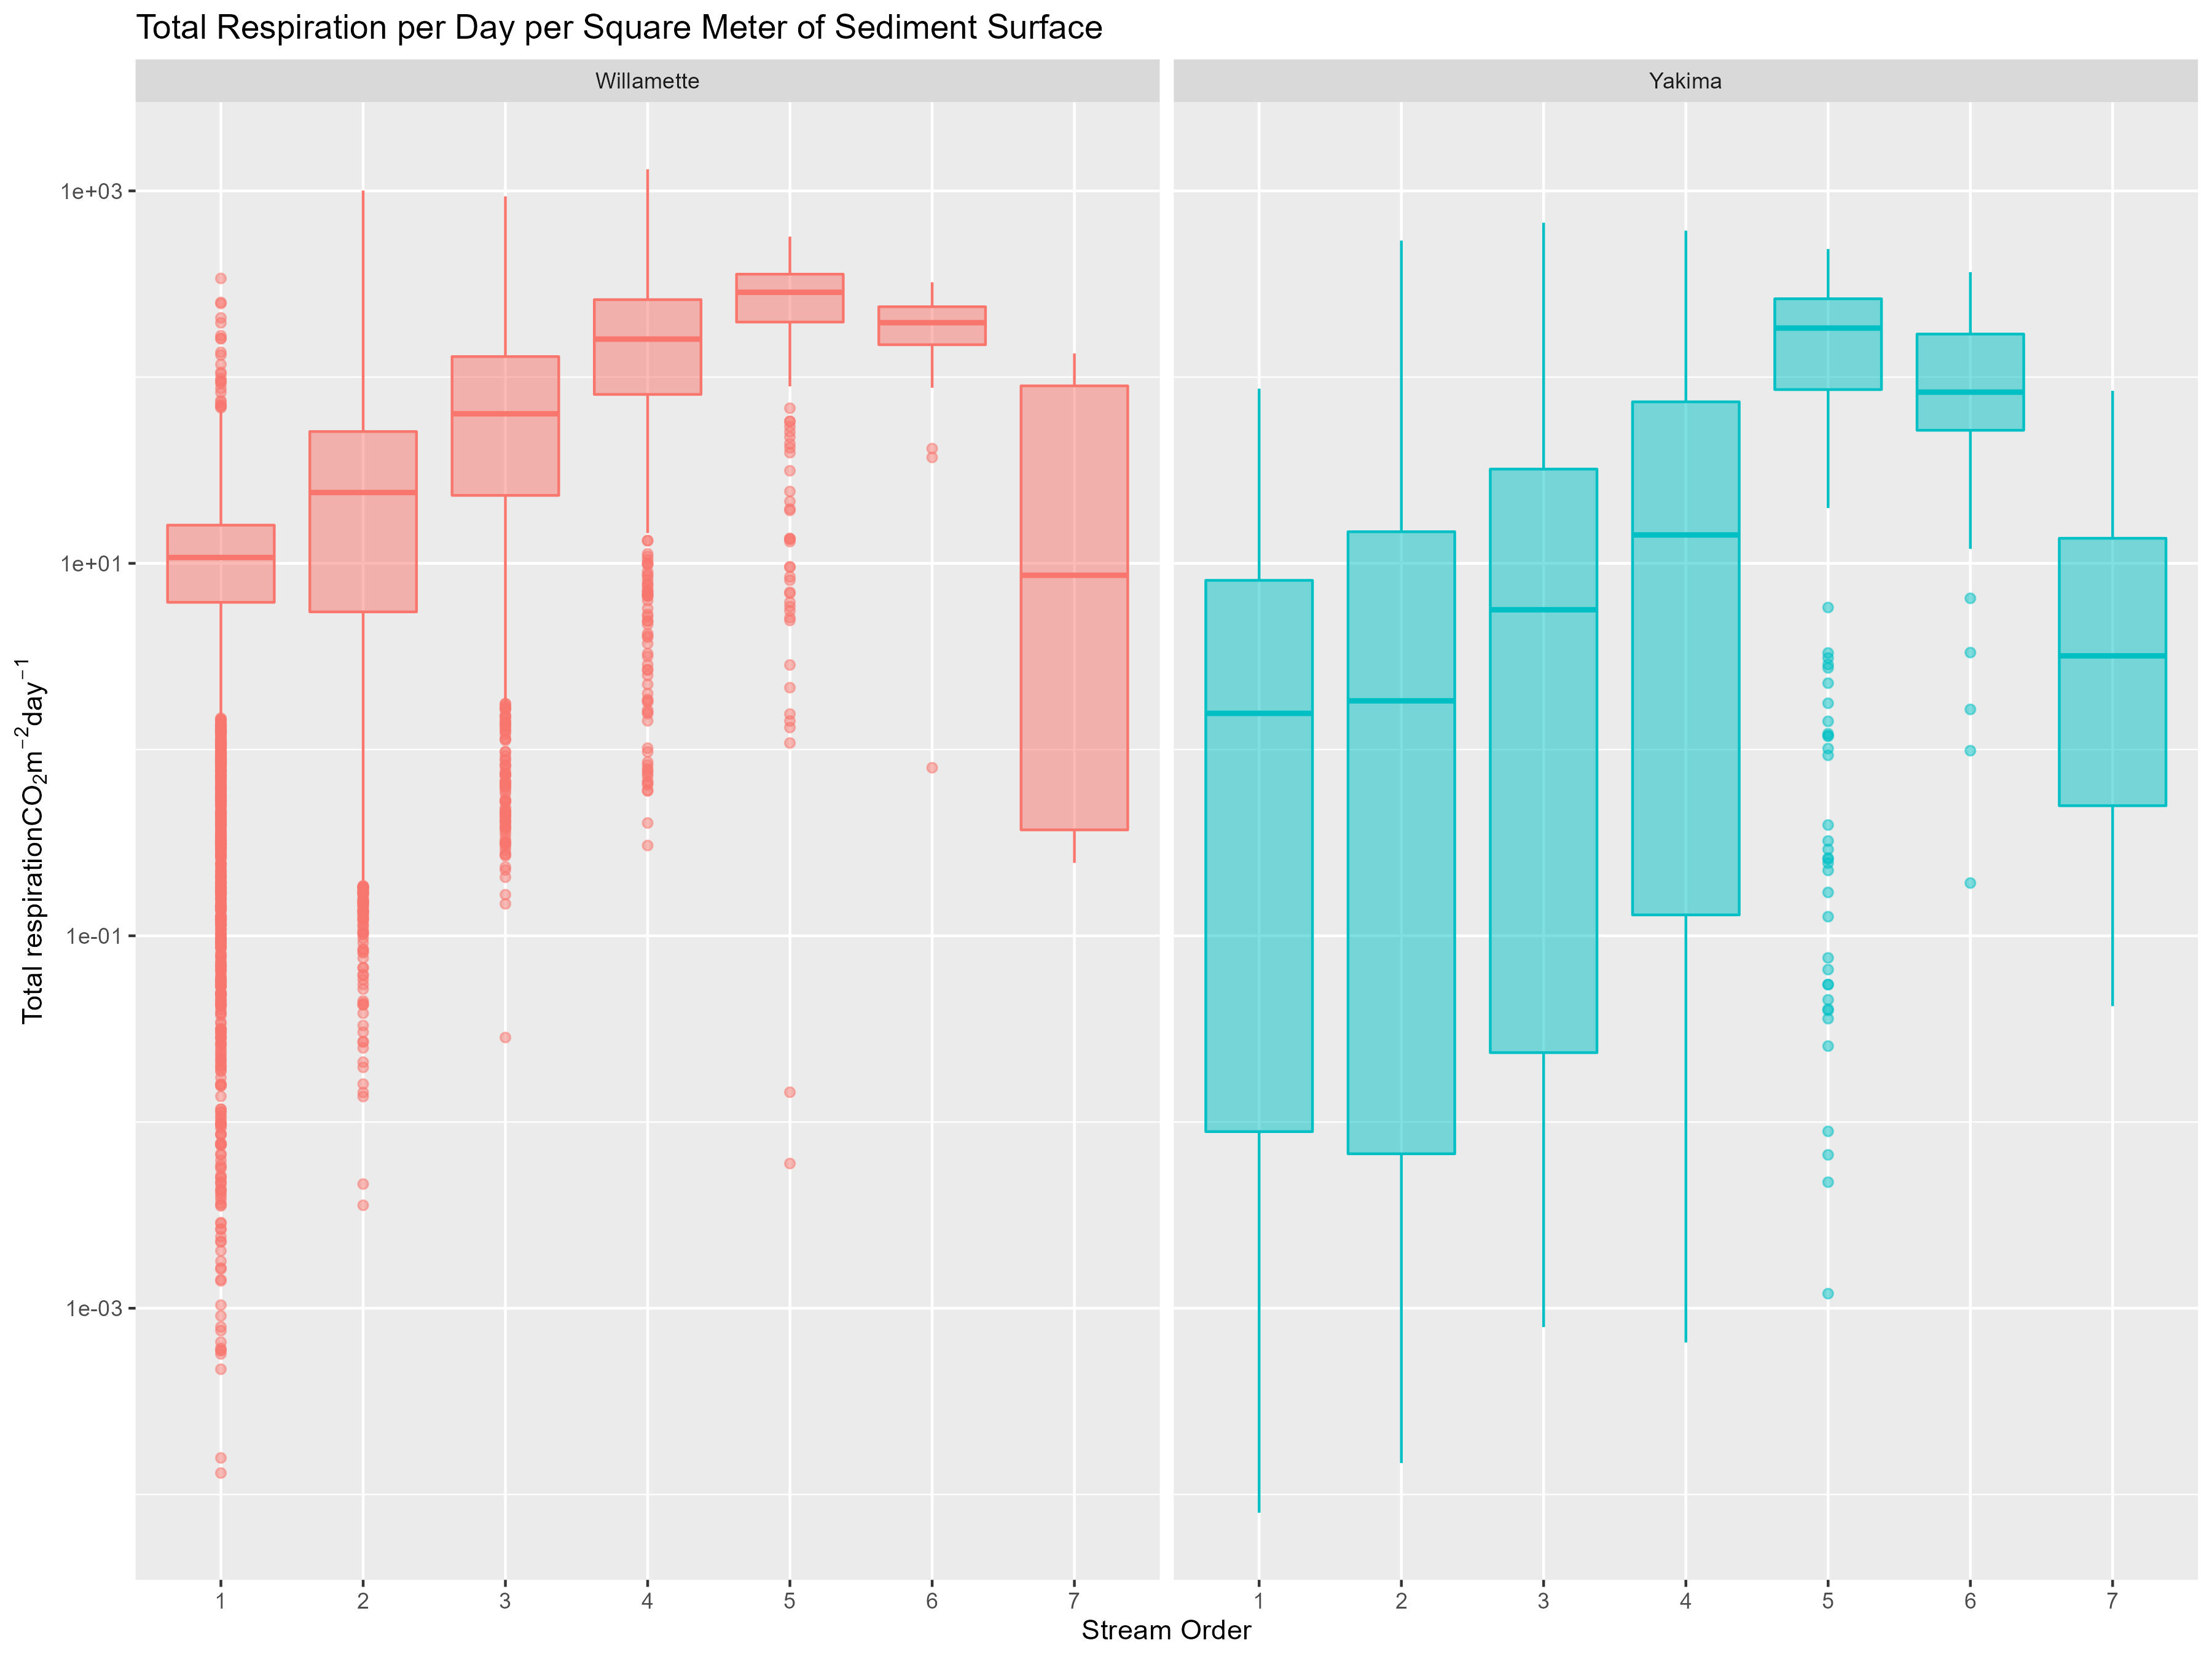 Total Respiration per Day per Square Meter of Sediment Surface
Willamette
Yakima
Total respirationCO₂m⁻²day⁻¹
1e+03
1e+01
1e-01
1e-03
1 2 3 4 5 6 7
1 2 3 4 5 6 7
Stream Order